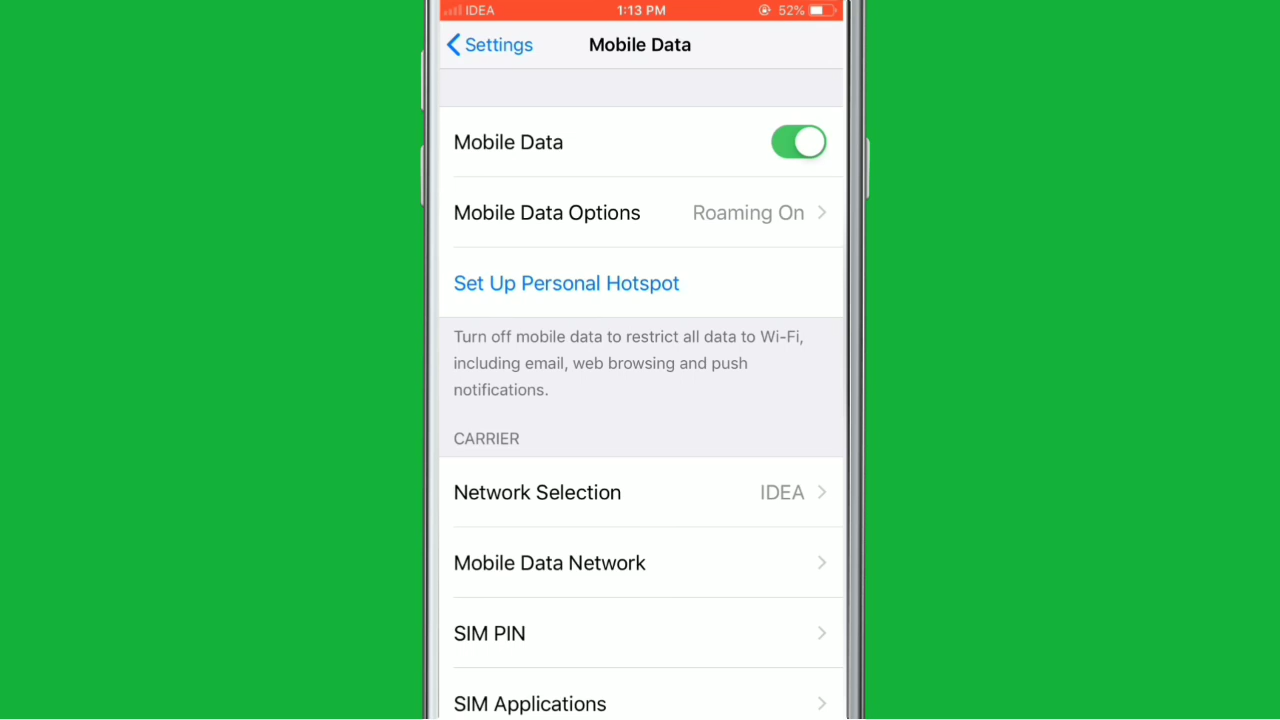 IDEA 1:13 PM 52%
Settings Mobile Data
Mobile Data
Mobile Data Options Roaming On
Set Up Personal Hotspot
Turn off mobile data to restrict all data to Wi-Fi,
including email, web browsing and push
notifications.
CARRIER
Network Selection IDEA
Mobile Data Network
SIM PIN
SIM Applications